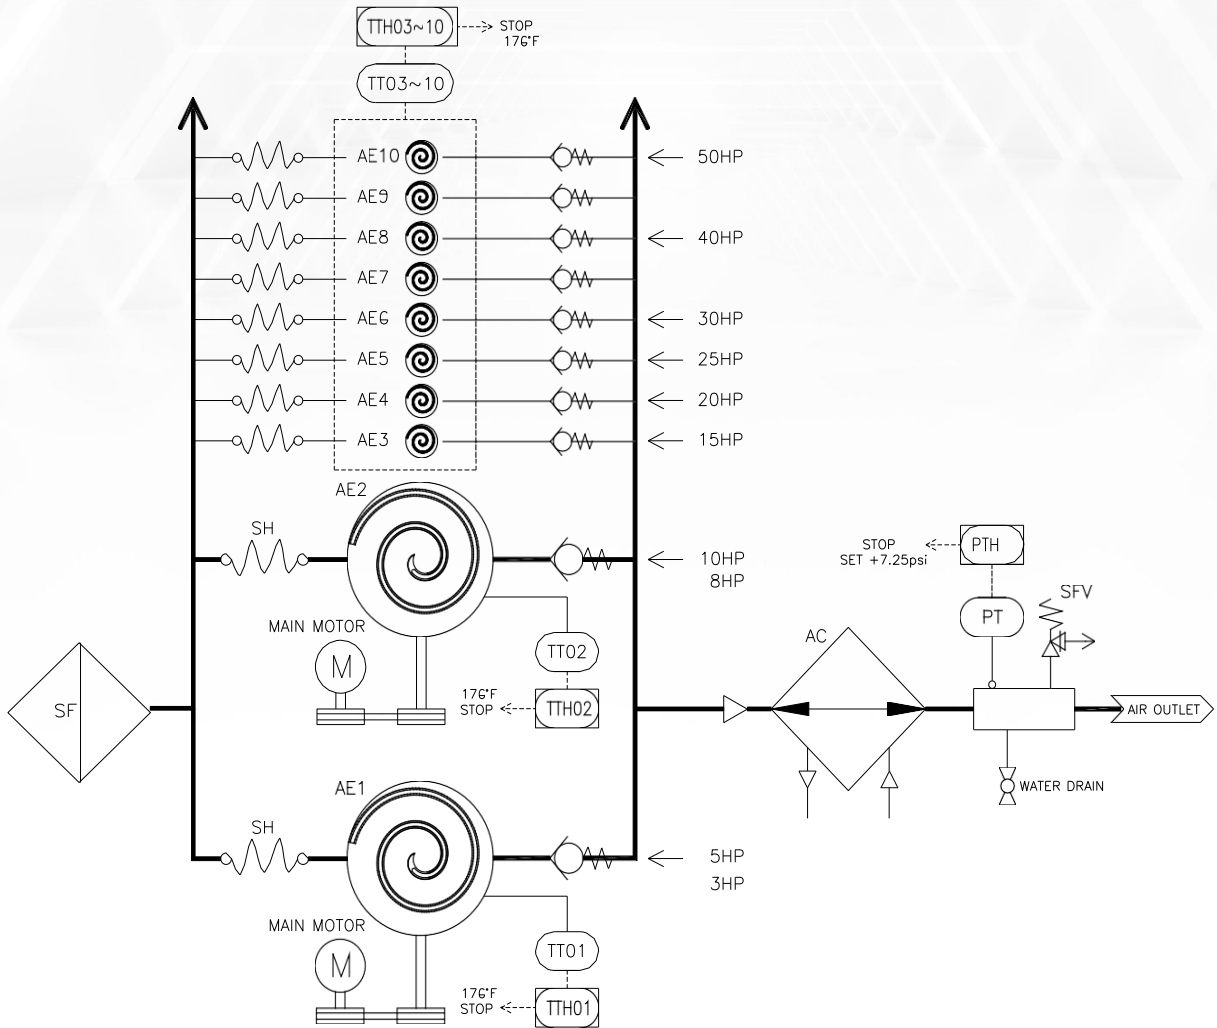 TTH03~10
STOP
176°F
TT03~10
AE10
50HP
AE9
AE8
40HP
AE7
AE6
30HP
AE5
25HP
AE4
20HP
AE3
15HP
AE2
SH
10HP
8HP
MAIN MOTOR
M
TT02
176°F
STOP
TTH02
STOP
SET +7.25psi
PTH
PT
SFV
AC
SF
AIR OUTLET
WATER DRAIN
AE1
SH
5HP
3HP
MAIN MOTOR
M
TT01
176°F
STOP
TTH01